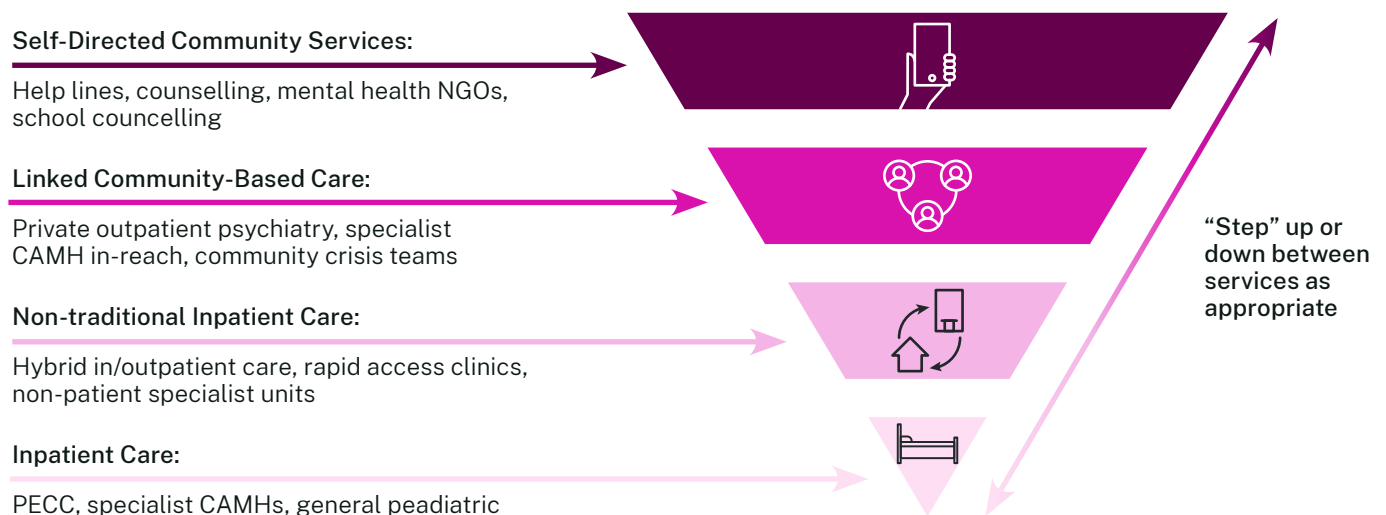 Self-Directed Community Services:
Help lines, counselling, mental health NGOs,
school councelling
Linked Community-Based Care:
Private outpatient psychiatry, specialist
CAMH in-reach, community crisis teams
Non-traditional Inpatient Care:
Hybrid in/outpatient care, rapid access clinics,
non-patient specialist units
Inpatient Care:
PECC, specialist CAMHs, general peadiatric
“Step” up or
down between
services as
appropriate